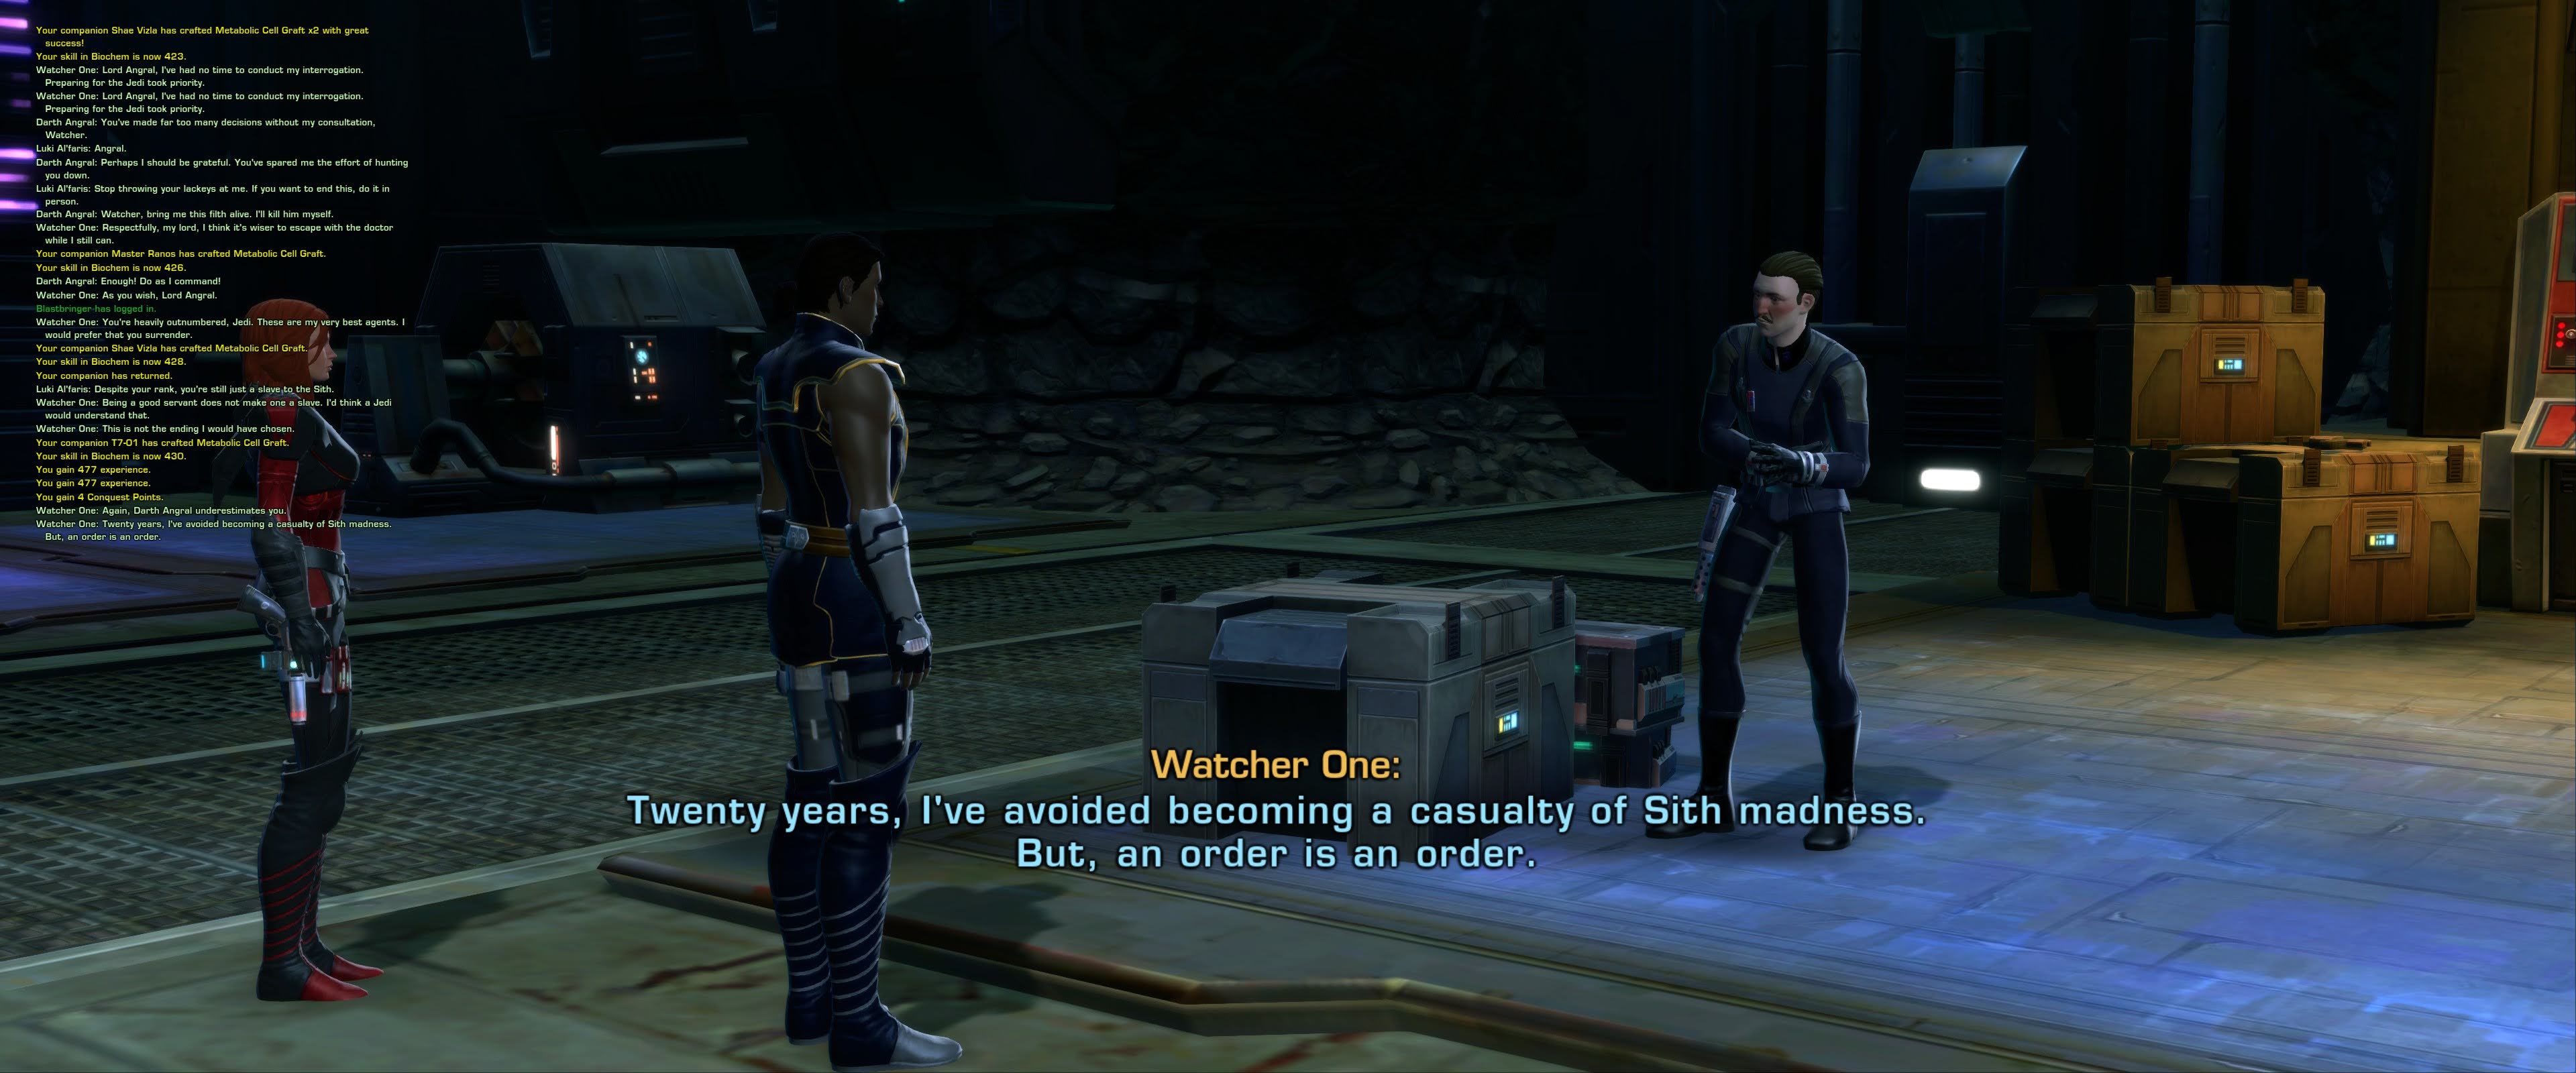 Your companion Shae Vizla has crafted Metabolic Cell Graft x2 with great
success!
Your skill in Biochem is now 423.
Watcher One: Lord Angral, I've had no time to conduct my interrogation.
Preparing for the Jedi took priority.
Watcher One: Lord Angral, I've had no time to conduct my interrogation.
Preparing for the Jedi took priority.
Darth Angral: You've made far too many decisions without my consultation,
Watcher.
Luki Al'faris: Angral.
Darth Angral: Perhaps I should be grateful. You've spared me the effort of hunting
you down.
Luki Al'faris: Stop throwing your lackeys at me. If you want to end this, do it in
person.
Darth Angral: Watcher, bring me this filth alive. I'll kill him myself.
Watcher One: Respectfully, my lord, I think it's wiser to escape with the doctor
while I still can.
Your companion Master Ranos has crafted Metabolic Cell Graft.
Your skill in Biochem is now 426.
Darth Angral: Enough! Do as I command!
Watcher One: As you wish, Lord Angral.
Blastbringer has logged in.
Watcher One: You're heavily outnumbered, Jedi. These are my very best agents. I
would prefer that you surrender.
Your companion Shae Vizla has crafted Metabolic Cell Graft.
Your skill in Biochem is now 428.
Your companion has returned.
Luki Al'faris: Despite your rank, you're still just a slave to the Sith.
Watcher One: Being a good servant does not make one a slave. I'd think a Jedi
would understand that.
Watcher One: This is not the ending I would have chosen.
Your companion T7-O1 has crafted Metabolic Cell Graft.
Your skill in Biochem is now 430.
You gain 477 experience.
You gain 477 experience.
You gain 4 Conquest Points.
Watcher One: Again, Darth Angral underestimates you.
Watcher One: Twenty years, I've avoided becoming a casualty of Sith madness.
But, an order is an order.
Watcher One:
Twenty years, I've avoided becoming a casualty of Sith madness.
But, an order is an order.